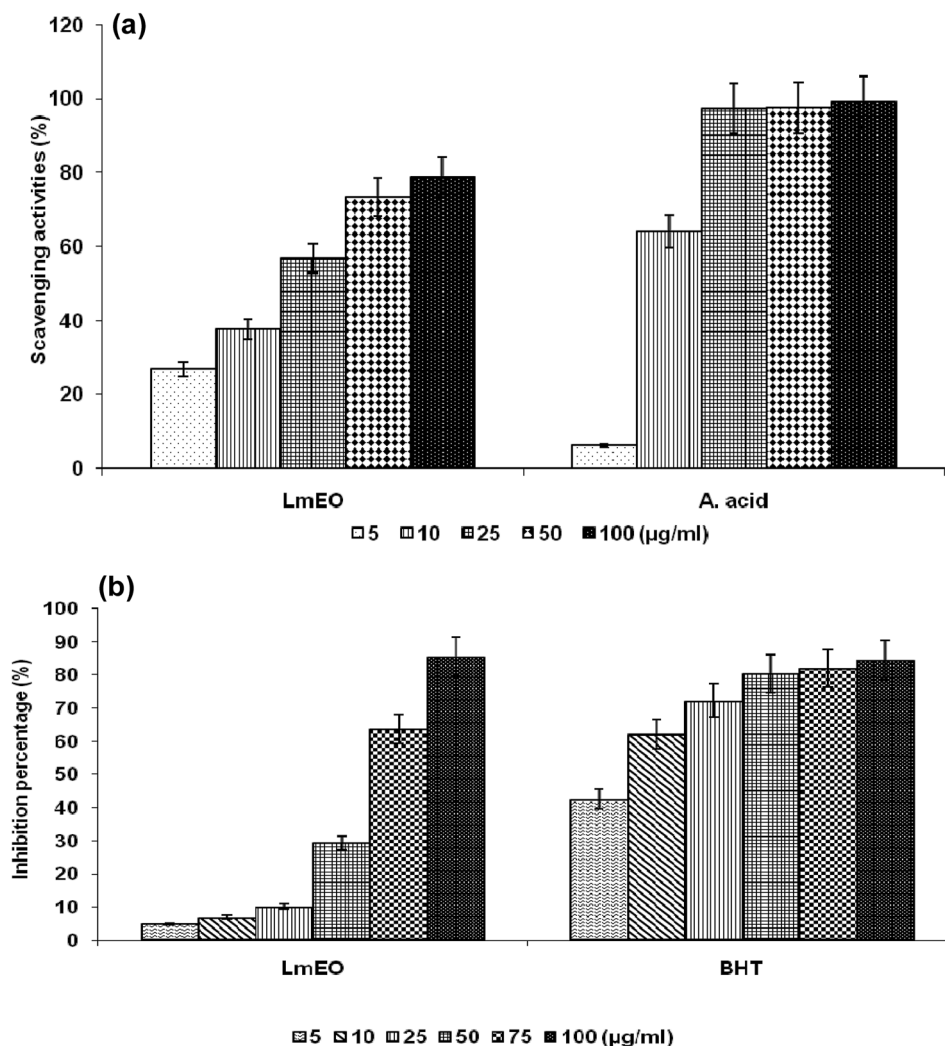 (a)
120
100
80
60
40
20
0
Scavenging activities (%)
LmEO A. acid
5 10 25 50 100 (µg/ml)
(b)
100
90
80
70
60
50
40
30
20
10
0
Inhibition percentage (%)
LmEO BHT
5 10 25 50 75 100 (µg/ml)